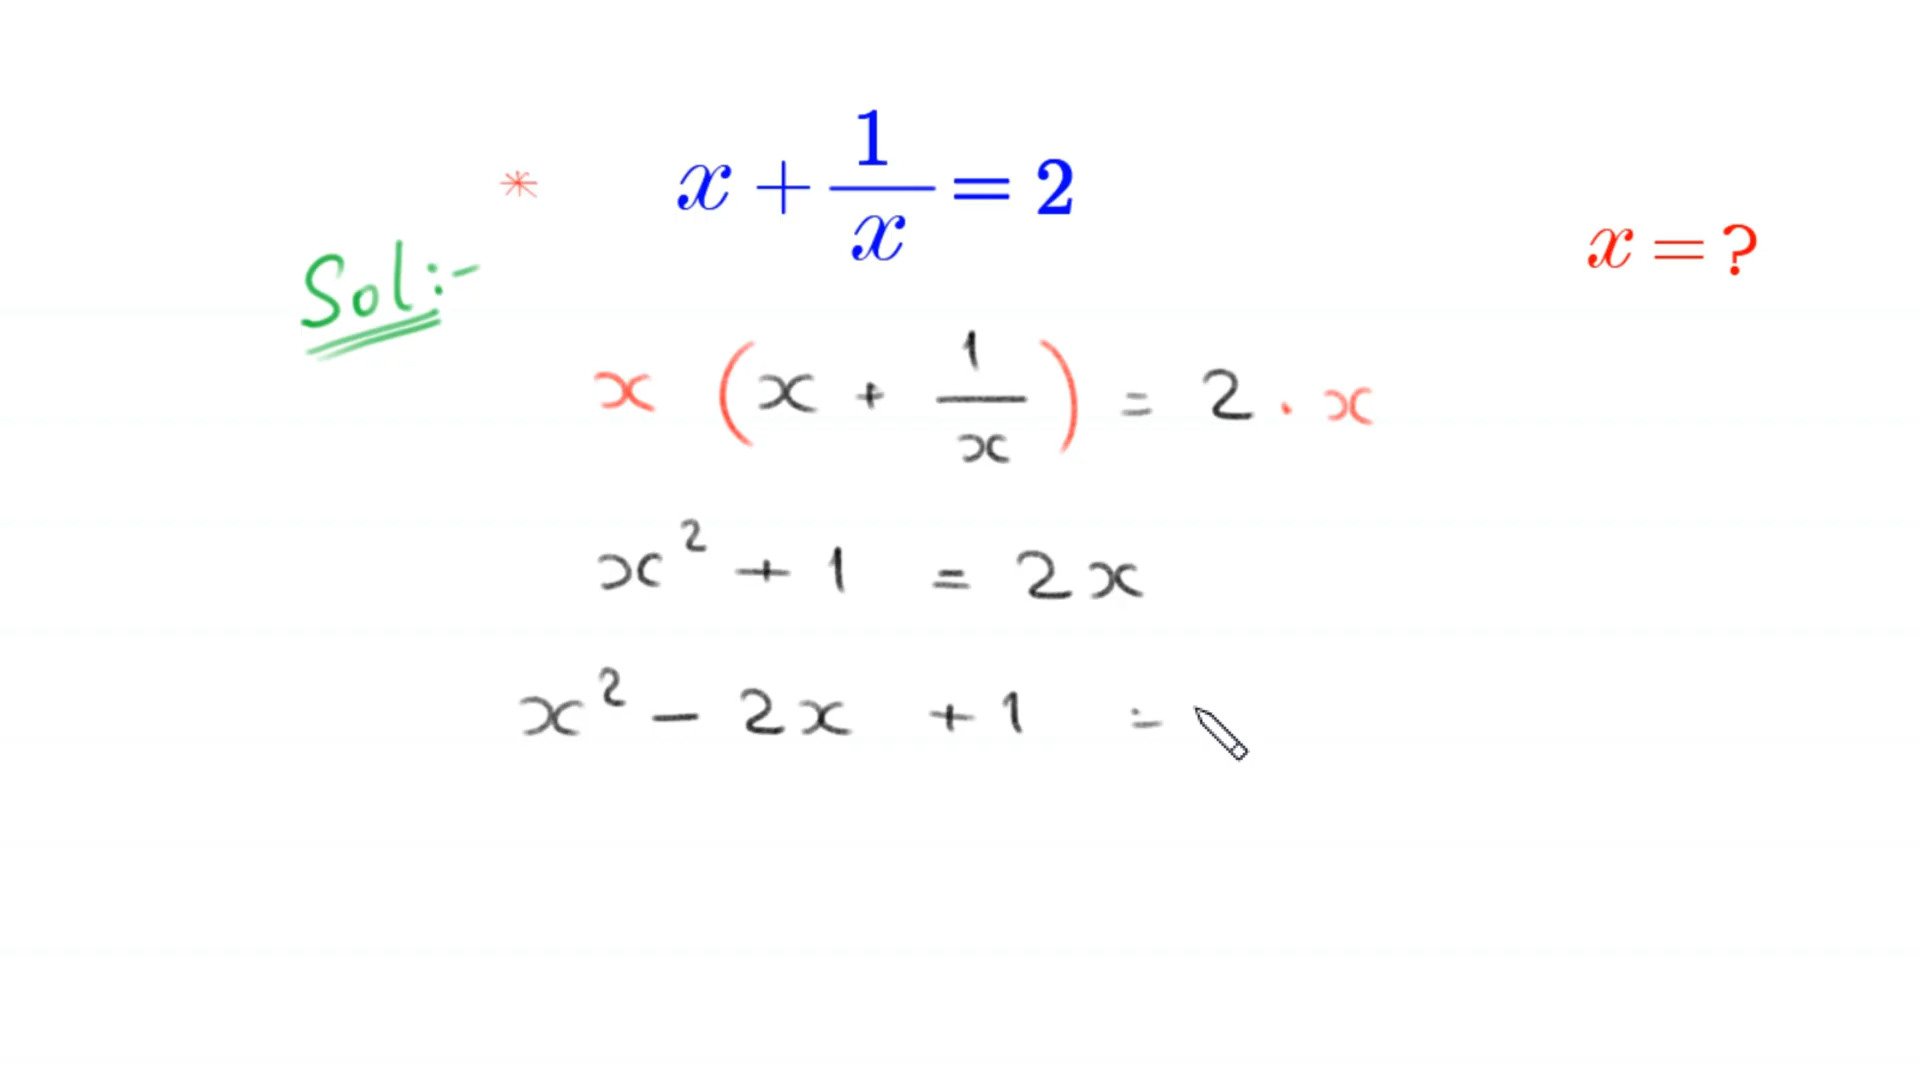 * x + 1/x = 2
x = ?
Sol:-
x (x + 1/x) = 2 · x
x² + 1 = 2x
x² - 2x + 1 =